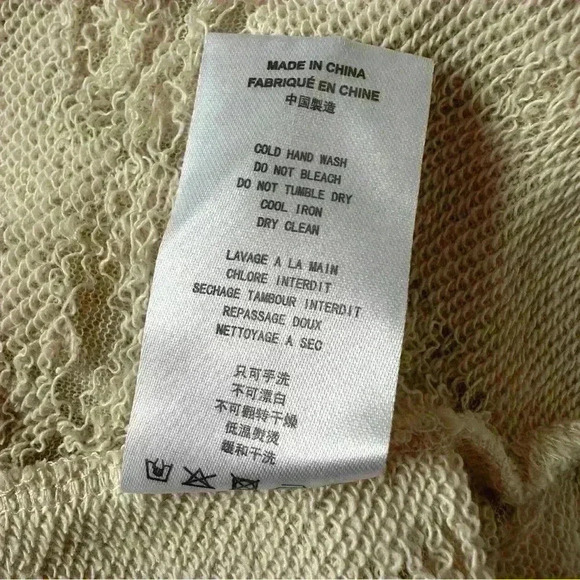 MADE IN CHINA
FABRIQUÉ EN CHINE
中国製造
COLD HAND WASH
DO NOT BLEACH
DO NOT TUMBLE DRY
COOL IRON
DRY CLEAN
LAVAGE A LA MAIN
CHLORE INTERDIT
SECHAGE TAMBOUR INTERDIT
REPASSAGE DOUX
NETTOYAGE A SEC
只可手洗
不可漂白
不可翻转干燥
低温熨烫
缓和干洗